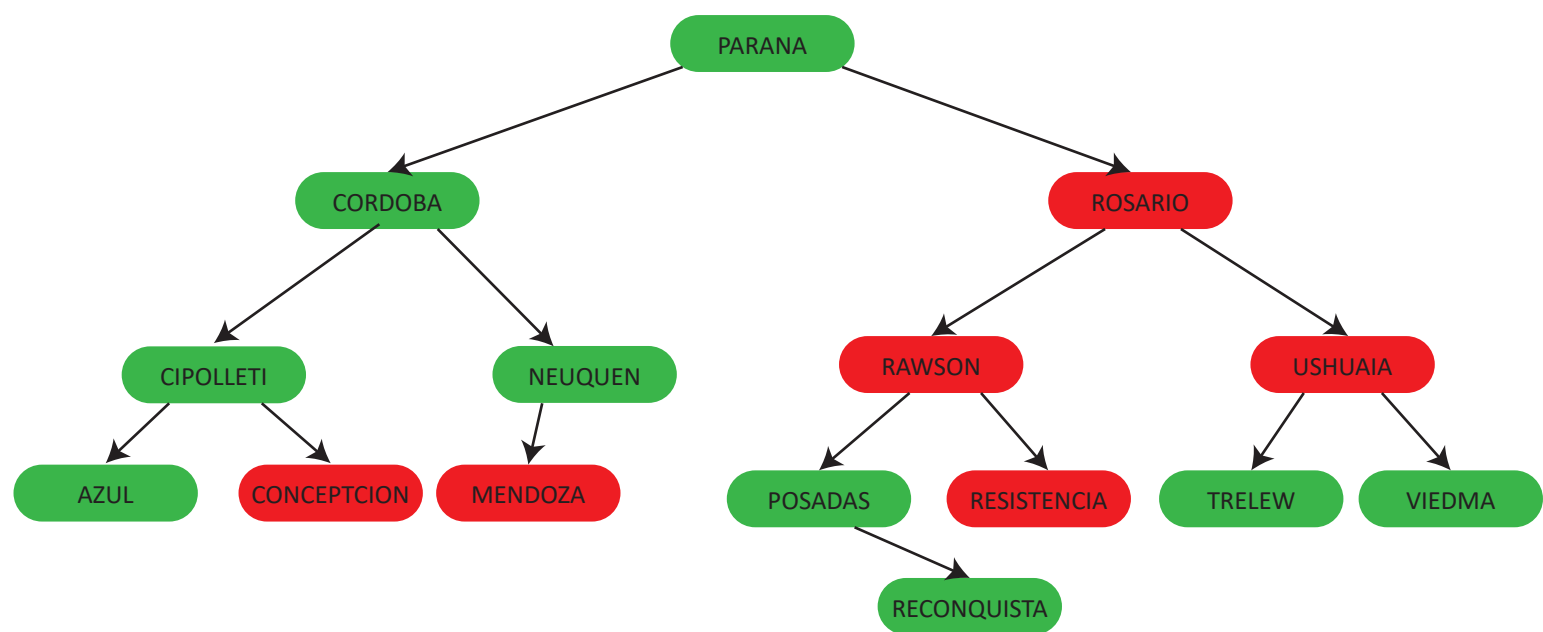 PARANA
CORDOBA
ROSARIO
CIPOLLETI
NEUQUEN
RAWSON
USHUAIA
AZUL
CONCEPTCION
MENDOZA
POSADAS
RESISTENCIA
TRELEW
VIEDMA
RECONQUISTA